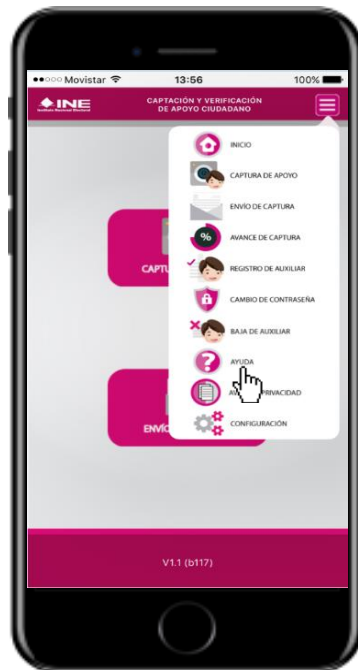 Movistar
13:56
100%
INE
Instituto Nacional Electoral
CAPTACIÓN Y VERIFICACIÓN
DE APOYO CIUDADANO
INICIO
CAPTURA DE APOYO
ENVÍO DE CAPTURA
%
AVANCE DE CAPTURA
REGISTRO DE AUXILIAR
CAMBIO DE CONTRASEÑA
BAJA DE AUXILIAR
?
AYUDA
PRIVACIDAD
CONFIGURACIÓN
CAPTU
ENVÍO
V1.1 (b117)